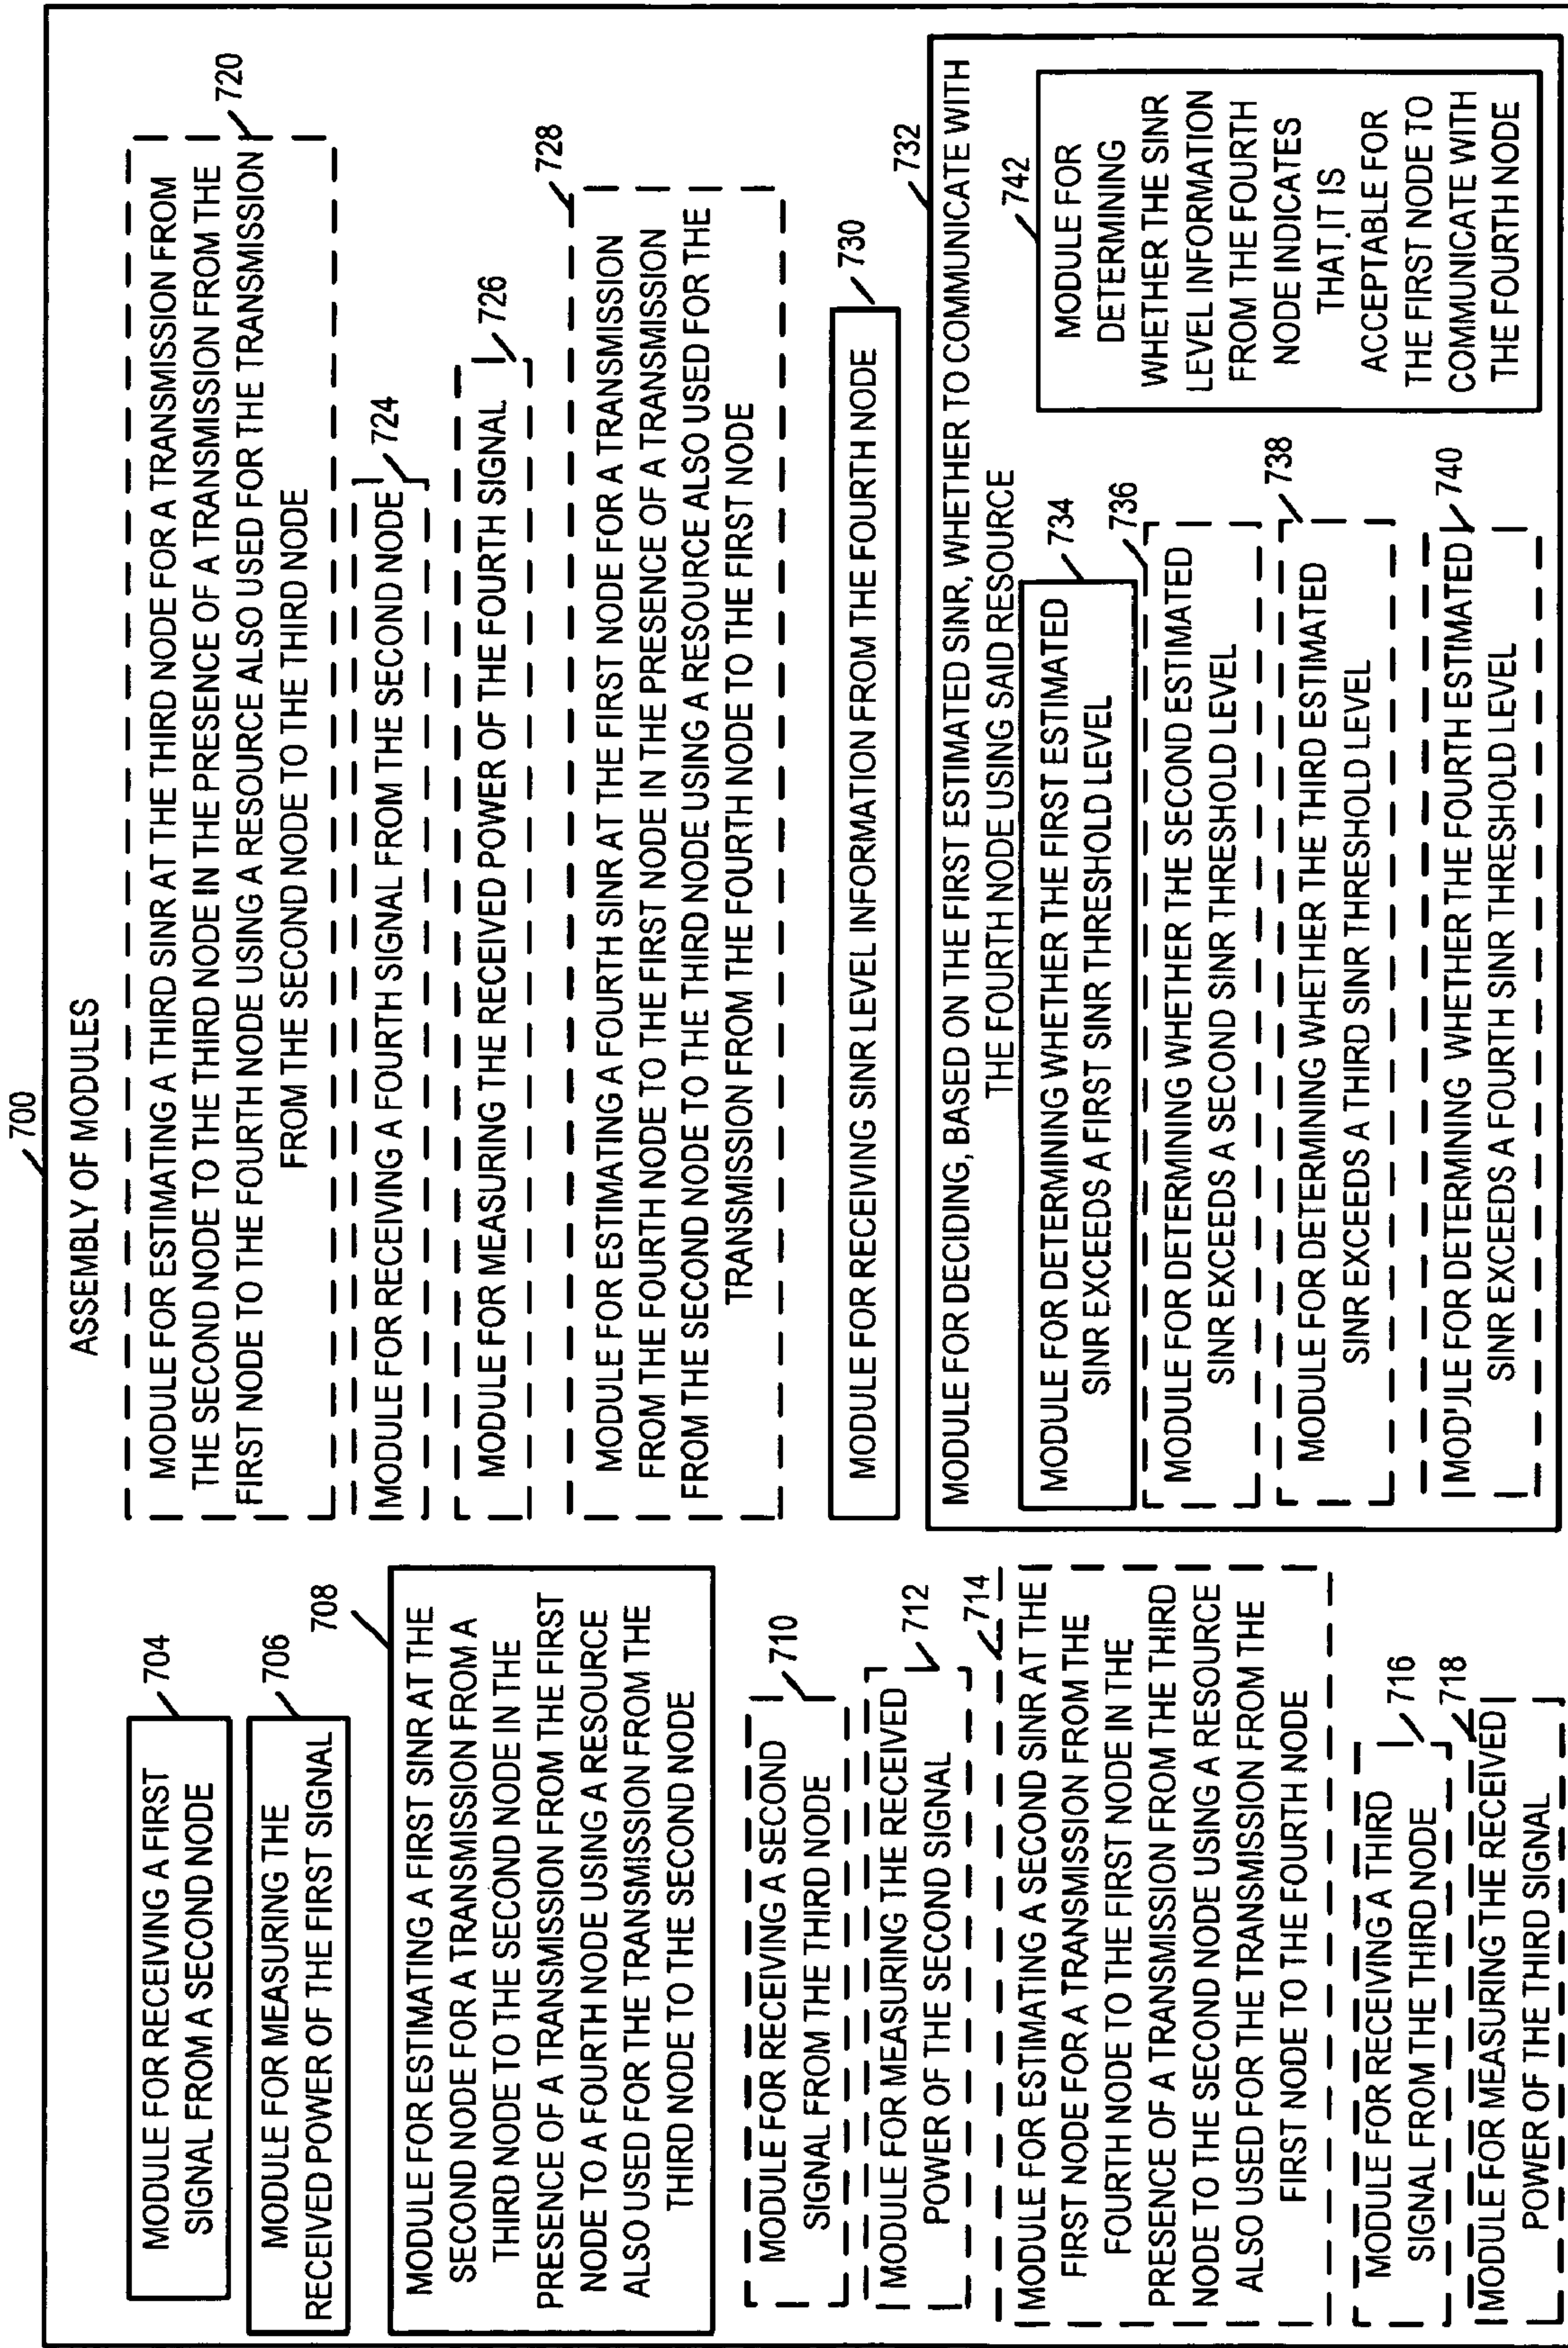 700
ASSEMBLY OF MODULES
MODULE FOR RECEIVING A FIRST
SIGNAL FROM A SECOND NODE
704
MODULE FOR MEASURING THE
RECEIVED POWER OF THE FIRST SIGNAL
706
708
MODULE FOR ESTIMATING A FIRST SINR AT THE
SECOND NODE FOR A TRANSMISSION FROM A
THIRD NODE TO THE SECOND NODE IN THE
PRESENCE OF A TRANSMISSION FROM THE FIRST
NODE TO A FOURTH NODE USING A RESOURCE
ALSO USED FOR THE TRANSMISSION FROM THE
THIRD NODE TO THE SECOND NODE
710
MODULE FOR RECEIVING A SECOND
SIGNAL FROM THE THIRD NODE
712
MODULE FOR MEASURING THE RECEIVED
POWER OF THE SECOND SIGNAL
714
MODULE FOR ESTIMATING A SECOND SINR AT THE
FIRST NODE FOR A TRANSMISSION FROM THE
FOURTH NODE TO THE FIRST NODE IN THE
PRESENCE OF A TRANSMISSION FROM THE THIRD
NODE TO THE SECOND NODE USING A RESOURCE
ALSO USED FOR THE TRANSMISSION FROM THE
FIRST NODE TO THE FOURTH NODE
716
MODULE FOR RECEIVING A THIRD
SIGNAL FROM THE THIRD NODE
718
MODULE FOR MEASURING THE RECEIVED
POWER OF THE THIRD SIGNAL
MODULE FOR ESTIMATING A THIRD SINR AT THE THIRD NODE FOR A TRANSMISSION FROM
THE SECOND NODE TO THE THIRD NODE IN THE PRESENCE OF A TRANSMISSION FROM THE
FIRST NODE TO THE FOURTH NODE USING A RESOURCE ALSO USED FOR THE TRANSMISSION
FROM THE SECOND NODE TO THE THIRD NODE
720
MODULE FOR RECEIVING A FOURTH SIGNAL FROM THE SECOND NODE
724
MODULE FOR MEASURING THE RECEIVED POWER OF THE FOURTH SIGNAL
726
728
MODULE FOR ESTIMATING A FOURTH SINR AT THE FIRST NODE FOR A TRANSMISSION
FROM THE FOURTH NODE TO THE FIRST NODE IN THE PRESENCE OF A TRANSMISSION
FROM THE SECOND NODE TO THE THIRD NODE USING A RESOURCE ALSO USED FOR THE
TRANSMISSION FROM THE FOURTH NODE TO THE FIRST NODE
730
MODULE FOR RECEIVING SINR LEVEL INFORMATION FROM THE FOURTH NODE
732
MODULE FOR DECIDING, BASED ON THE FIRST ESTIMATED SINR, WHETHER TO COMMUNICATE WITH
THE FOURTH NODE USING SAID RESOURCE
734
MODULE FOR DETERMINING WHETHER THE FIRST ESTIMATED
SINR EXCEEDS A FIRST SINR THRESHOLD LEVEL
736
MODULE FOR DETERMINING WHETHER THE SECOND ESTIMATED
SINR EXCEEDS A SECOND SINR THRESHOLD LEVEL
738
MODULE FOR DETERMINING WHETHER THE THIRD ESTIMATED
SINR EXCEEDS A THIRD SINR THRESHOLD LEVEL
740
MODULE FOR DETERMINING WHETHER THE FOURTH ESTIMATED
SINR EXCEEDS A FOURTH SINR THRESHOLD LEVEL
742
MODULE FOR
DETERMINING
WHETHER THE SINR
LEVEL INFORMATION
FROM THE FOURTH
NODE INDICATES
THAT IT IS
ACCEPTABLE FOR
THE FIRST NODE TO
COMMUNICATE WITH
THE FOURTH NODE